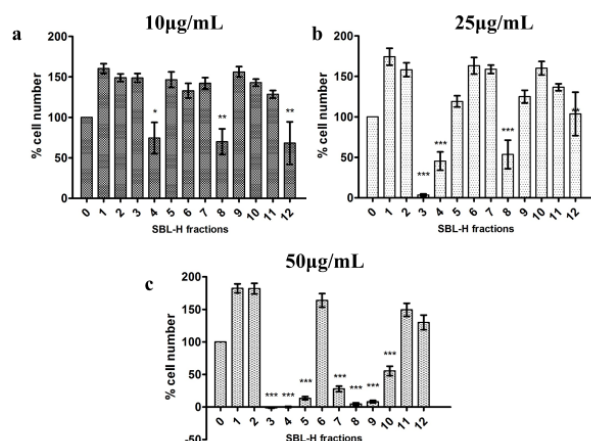 10µg/mL
a
% cell number
200
150
100
50
0
* ** **
0 1 2 3 4 5 6 7 8 9 10 11 12
SBL-H fractions
25µg/mL
b
% cell number
200
150
100
50
0
*** *** *** **
0 1 2 3 4 5 6 7 8 9 10 11 12
SBL-H fractions
50µg/mL
c
% cell number
200
150
100
50
0
-50
*** *** *** *** *** *** ***
0 1 2 3 4 5 6 7 8 9 10 11 12
SBL-H fractions